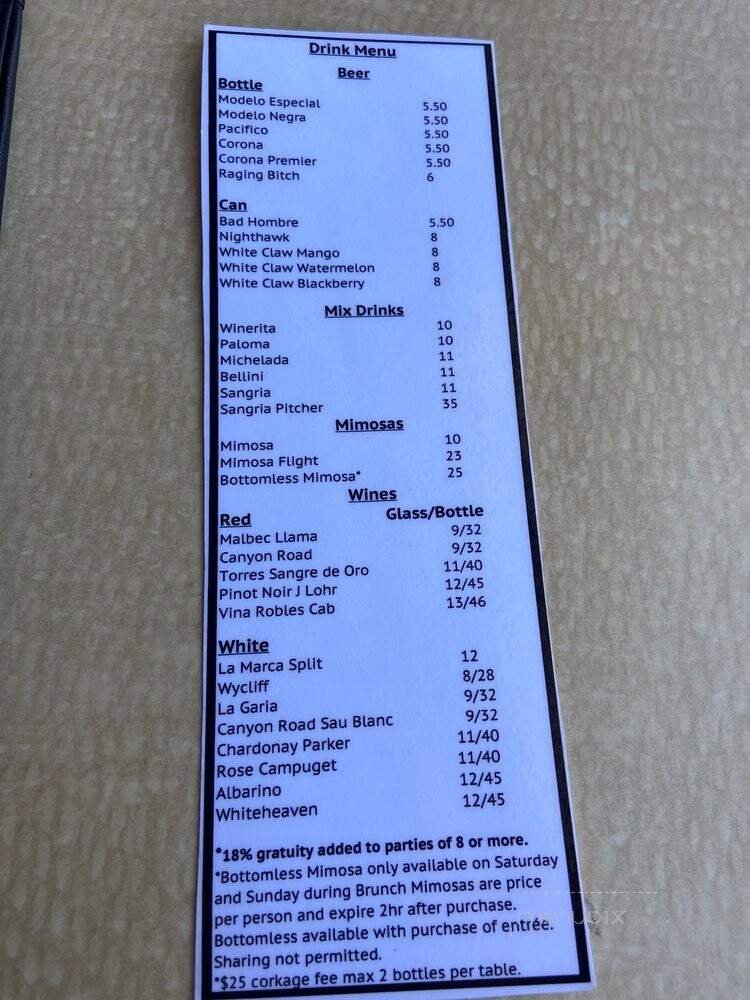 Drink Menu
Beer
Bottle
Modelo Especial 5.50
Modelo Negra 5.50
Pacifico 5.50
Corona 5.50
Corona Premier 5.50
Raging Bitch 6
Can
Bad Hombre 5.50
Nighthawk 8
White Claw Mango 8
White Claw Watermelon 8
White Claw Blackberry 8
Mix Drinks
Winerita 10
Paloma 10
Michelada 11
Bellini 11
Sangria 11
Sangria Pitcher 35
Mimosas
Mimosa 10
Mimosa Flight 23
Bottomless Mimosa* 25
Wines
Red Glass/Bottle
Malbec Llama 9/32
Canyon Road 9/32
Torres Sangre de Oro 11/40
Pinot Noir J Lohr 12/45
Vina Robles Cab 13/46
White
La Marca Split 12
Wycliff 8/28
La Garia 9/32
Canyon Road Sau Blanc 9/32
Chardonay Parker 11/40
Rose Campuget 11/40
Albarino 12/45
Whiteheaven 12/45
*18% gratuity added to parties of 8 or more.
*Bottomless Mimosa only available on Saturday
and Sunday during Brunch Mimosas are price
per person and expire 2hr after purchase.
Bottomless available with purchase of entrée.
Sharing not permitted.
*$25 corkage fee max 2 bottles per table.